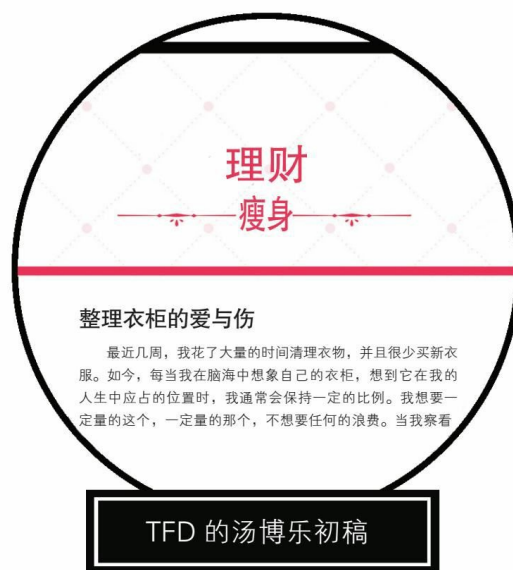 理财
瘦身
整理衣柜的爱与伤
最近几周，我花了大量的时间清理衣物，并且很少买新衣
服。如今，每当我在脑海中想象自己的衣柜，想到它在我的
人生中应占的位置时，我通常会保持一定的比例。我想要一
定量的这个，一定量的那个，不想要任何的浪费。当我察看
TFD 的汤博乐初稿